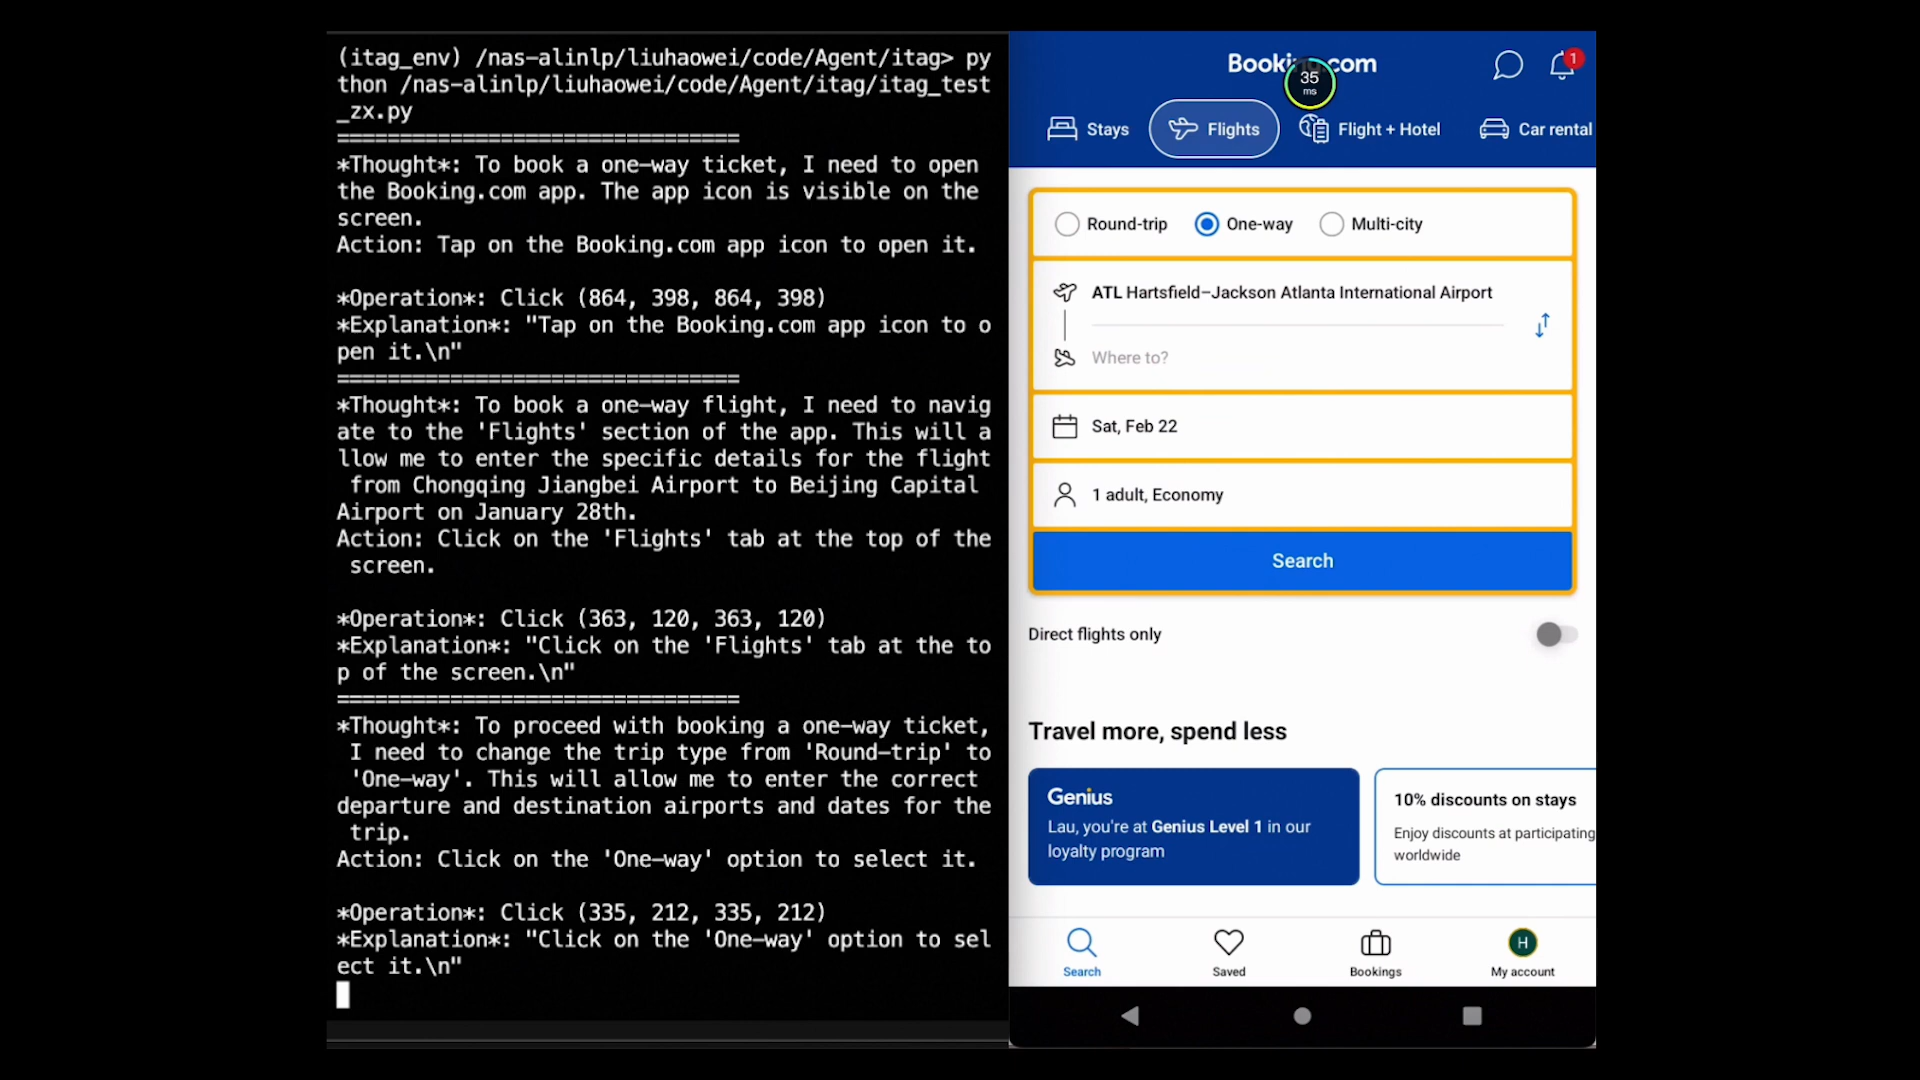 (itag_env) /nas-alinlp/liuhaowei/code/Agent/itag> py
thon /nas-alinlp/liuhaowei/code/Agent/itag/itag_test
_zx.py
================================
*Thought*: To book a one-way ticket, I need to open
the Booking.com app. The app icon is visible on the
screen.
Action: Tap on the Booking.com app icon to open it.
*Operation*: Click (864, 398, 864, 398)
*Explanation*: "Tap on the Booking.com app icon to o
pen it.\n"
================================
*Thought*: To book a one-way flight, I need to navig
ate to the 'Flights' section of the app. This will a
llow me to enter the specific details for the flight
from Chongqing Jiangbei Airport to Beijing Capital
Airport on January 28th.
Action: Click on the 'Flights' tab at the top of the
screen.
*Operation*: Click (363, 120, 363, 120)
*Explanation*: "Click on the 'Flights' tab at the to
p of the screen.\n"
================================
*Thought*: To proceed with booking a one-way ticket,
I need to change the trip type from 'Round-trip' to
'One-way'. This will allow me to enter the correct
departure and destination airports and dates for the
trip.
Action: Click on the 'One-way' option to select it.
*Operation*: Click (335, 212, 335, 212)
*Explanation*: "Click on the 'One-way' option to sel
ect it.\n"
Booking.com
35
ms
1
Stays
Flights
Flight + Hotel
Car rental
Round-trip
One-way
Multi-city
ATL Hartsfield–Jackson Atlanta International Airport
Where to?
Sat, Feb 22
1 adult, Economy
Search
Direct flights only
Travel more, spend less
Genius
Lau, you're at Genius Level 1 in our
loyalty program
10% discounts on stays
Enjoy discounts at participating
worldwide
Search
Saved
Bookings
H
My account